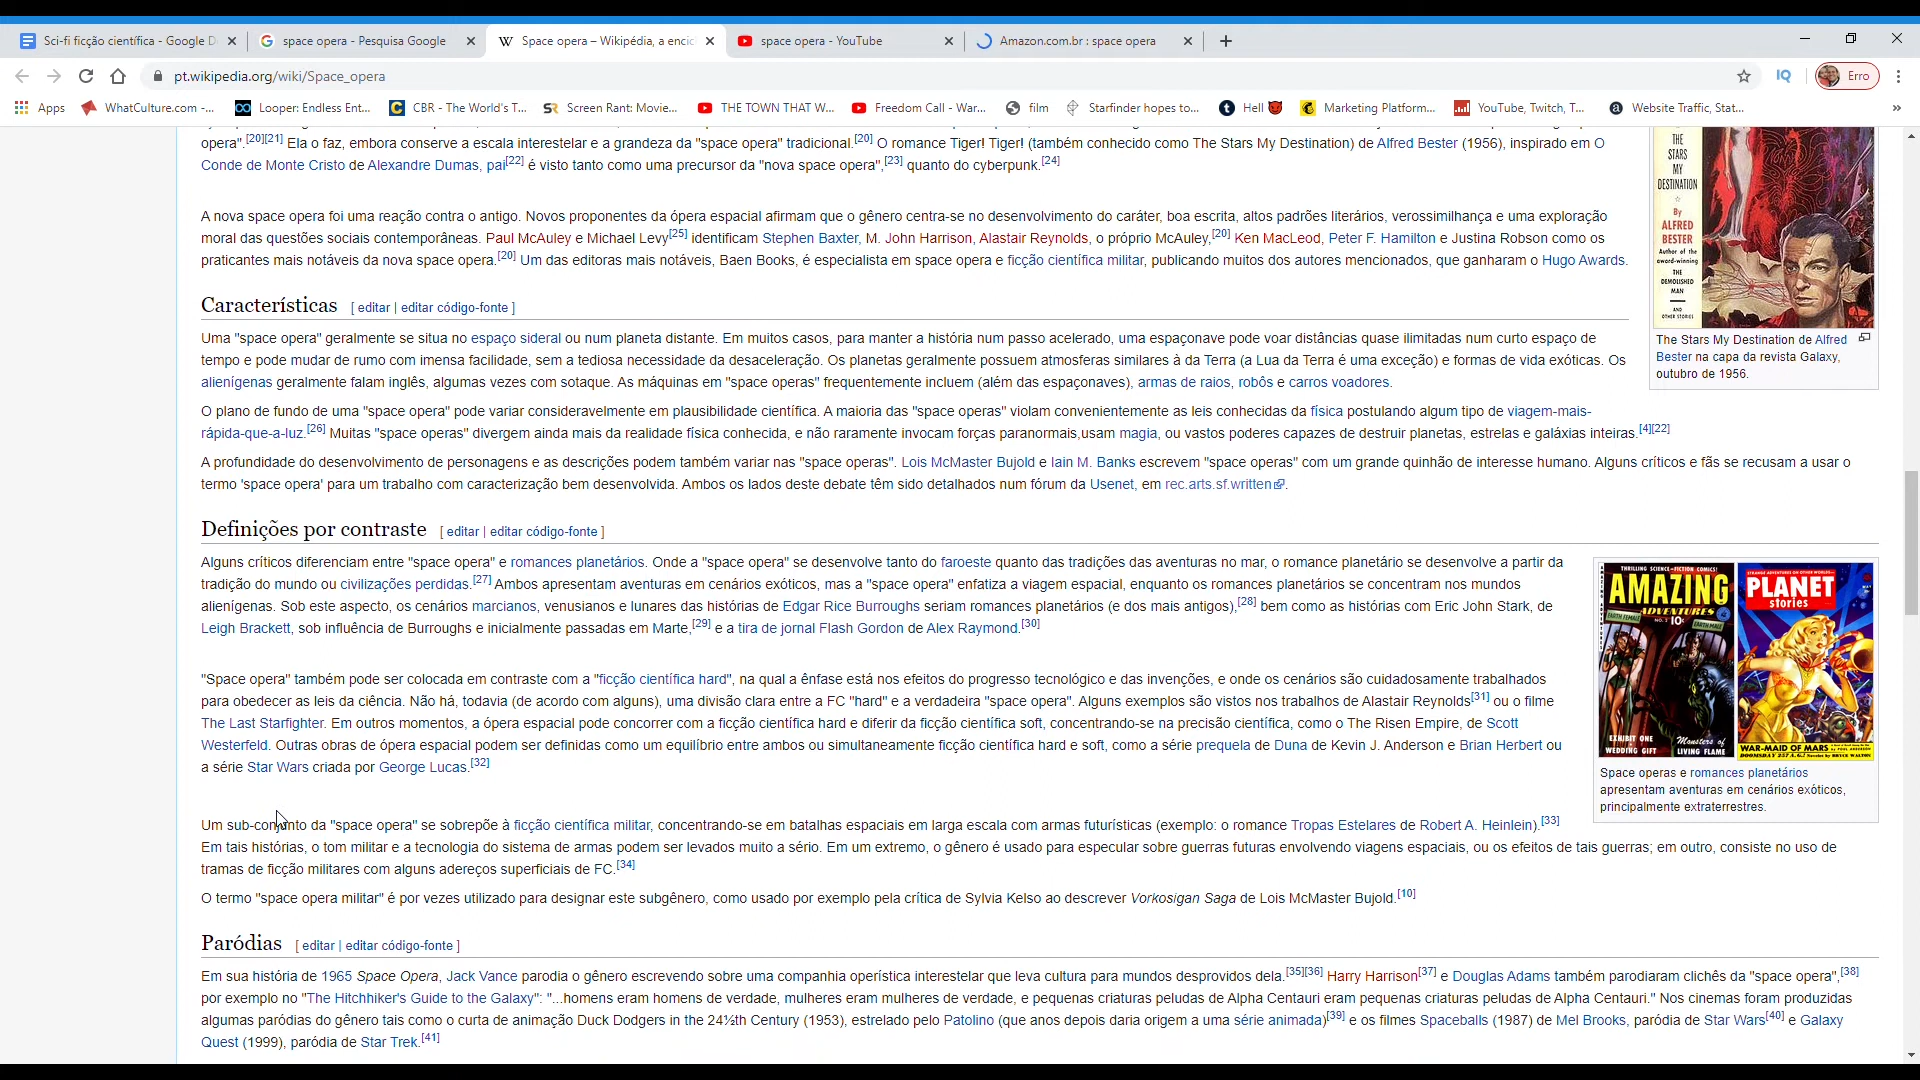 Sci-fi ficção científica - Google D
space opera - Pesquisa Google
Space opera – Wikipédia, a encic
space opera - YouTube
Amazon.com.br : space opera
pt.wikipedia.org/wiki/Space_opera
Erro
Apps
WhatCulture.com -...
Looper: Endless Ent...
CBR - The World's T...
Screen Rant: Movie...
THE TOWN THAT W...
Freedom Call - War...
film
Starfinder hopes to...
Hell
Marketing Platform...
YouTube, Twitch, T...
Website Traffic, Stat...
opera".[20][21] Ela o faz, embora conserve a escala interestelar e a grandeza da "space opera" tradicional.[20] O romance Tiger! Tiger! (também conhecido como The Stars My Destination) de Alfred Bester (1956), inspirado em O
Conde de Monte Cristo de Alexandre Dumas, pai[22] é visto tanto como uma precursor da "nova space opera",[23] quanto do cyberpunk.[24]
A nova space opera foi uma reação contra o antigo. Novos proponentes da ópera espacial afirmam que o gênero centra-se no desenvolvimento do caráter, boa escrita, altos padrões literários, verossimilhança e uma exploração
moral das questões sociais contemporâneas. Paul McAuley e Michael Levy[25] identificam Stephen Baxter, M. John Harrison, Alastair Reynolds, o próprio McAuley,[20] Ken MacLeod, Peter F. Hamilton e Justina Robson como os
praticantes mais notáveis da nova space opera.[20] Um das editoras mais notáveis, Baen Books, é especialista em space opera e ficção científica militar, publicando muitos dos autores mencionados, que ganharam o Hugo Awards.
THE
STARS
MY
DESTINATION
By
ALFRED
BESTER
Author of the
award-winning
THE
DEMOLISHED
MAN
AND
OTHER STORIES
The Stars My Destination de Alfred
Bester na capa da revista Galaxy,
outubro de 1956.
Características [ editar | editar código-fonte ]
Uma "space opera" geralmente se situa no espaço sideral ou num planeta distante. Em muitos casos, para manter a história num passo acelerado, uma espaçonave pode voar distâncias quase ilimitadas num curto espaço de
tempo e pode mudar de rumo com imensa facilidade, sem a tediosa necessidade da desaceleração. Os planetas geralmente possuem atmosferas similares à da Terra (a Lua da Terra é uma exceção) e formas de vida exóticas. Os
alienígenas geralmente falam inglês, algumas vezes com sotaque. As máquinas em "space operas" frequentemente incluem (além das espaçonaves), armas de raios, robôs e carros voadores.
O plano de fundo de uma "space opera" pode variar consideravelmente em plausibilidade científica. A maioria das "space operas" violam convenientemente as leis conhecidas da física postulando algum tipo de viagem-mais-
rápida-que-a-luz.[26] Muitas "space operas" divergem ainda mais da realidade física conhecida, e não raramente invocam forças paranormais,usam magia, ou vastos poderes capazes de destruir planetas, estrelas e galáxias inteiras.[4][22]
A profundidade do desenvolvimento de personagens e as descrições podem também variar nas "space operas". Lois McMaster Bujold e Iain M. Banks escrevem "space operas" com um grande quinhão de interesse humano. Alguns críticos e fãs se recusam a usar o
termo 'space opera' para um trabalho com caracterização bem desenvolvida. Ambos os lados deste debate têm sido detalhados num fórum da Usenet, em rec.arts.sf.written.
Definições por contraste [ editar | editar código-fonte ]
Alguns críticos diferenciam entre "space opera" e romances planetários. Onde a "space opera" se desenvolve tanto do faroeste quanto das tradições das aventuras no mar, o romance planetário se desenvolve a partir da
tradição do mundo ou civilizações perdidas.[27] Ambos apresentam aventuras em cenários exóticos, mas a "space opera" enfatiza a viagem espacial, enquanto os romances planetários se concentram nos mundos
alienígenas. Sob este aspecto, os cenários marcianos, venusianos e lunares das histórias de Edgar Rice Burroughs seriam romances planetários (e dos mais antigos),[28] bem como as histórias com Eric John Stark, de
Leigh Brackett, sob influência de Burroughs e inicialmente passadas em Marte,[29] e a tira de jornal Flash Gordon de Alex Raymond.[30]
"Space opera" também pode ser colocada em contraste com a "ficção científica hard", na qual a ênfase está nos efeitos do progresso tecnológico e das invenções, e onde os cenários são cuidadosamente trabalhados
para obedecer as leis da ciência. Não há, todavia (de acordo com alguns), uma divisão clara entre a FC "hard" e a verdadeira "space opera". Alguns exemplos são vistos nos trabalhos de Alastair Reynolds[31] ou o filme
The Last Starfighter. Em outros momentos, a ópera espacial pode concorrer com a ficção científica hard e diferir da ficção científica soft, concentrando-se na precisão científica, como o The Risen Empire, de Scott
Westerfeld. Outras obras de ópera espacial podem ser definidas como um equilíbrio entre ambos ou simultaneamente ficção científica hard e soft, como a série prequela de Duna de Kevin J. Anderson e Brian Herbert ou
a série Star Wars criada por George Lucas.[32]
THRILLING SCIENCE-FICTION COMICS!
AMAZING
ADVENTURES
NO. 2 10¢
EARTH FEMALE
EARTH MALE
EXHIBIT ONE
WEDDING GIFT
Monsters of
LIVING FLAME
STRANGE ADVENTURES ON OTHER WORLDS
PLANET
stories
WAR-MAID OF MARS
Space operas e romances planetários
apresentam aventuras em cenários exóticos,
principalmente extraterrestres.
Um sub-conjunto da "space opera" se sobrepõe à ficção científica militar, concentrando-se em batalhas espaciais em larga escala com armas futurísticas (exemplo: o romance Tropas Estelares de Robert A. Heinlein).[33]
Em tais histórias, o tom militar e a tecnologia do sistema de armas podem ser levados muito a sério. Em um extremo, o gênero é usado para especular sobre guerras futuras envolvendo viagens espaciais, ou os efeitos de tais guerras; em outro, consiste no uso de
tramas de ficção militares com alguns adereços superficiais de FC.[34]
O termo "space opera militar" é por vezes utilizado para designar este subgênero, como usado por exemplo pela crítica de Sylvia Kelso ao descrever Vorkosigan Saga de Lois McMaster Bujold.[10]
Paródias [ editar | editar código-fonte ]
Em sua história de 1965 Space Opera, Jack Vance parodia o gênero escrevendo sobre uma companhia operística interestelar que leva cultura para mundos desprovidos dela.[35][36] Harry Harrison[37] e Douglas Adams também parodiaram clichês da "space opera",[38]
por exemplo no "The Hitchhiker's Guide to the Galaxy": "...homens eram homens de verdade, mulheres eram mulheres de verdade, e pequenas criaturas peludas de Alpha Centauri eram pequenas criaturas peludas de Alpha Centauri." Nos cinemas foram produzidas
algumas paródias do gênero tais como o curta de animação Duck Dodgers in the 24½th Century (1953), estrelado pelo Patolino (que anos depois daria origem a uma série animada)[39] e os filmes Spaceballs (1987) de Mel Brooks, paródia de Star Wars[40] e Galaxy
Quest (1999), paródia de Star Trek.[41]